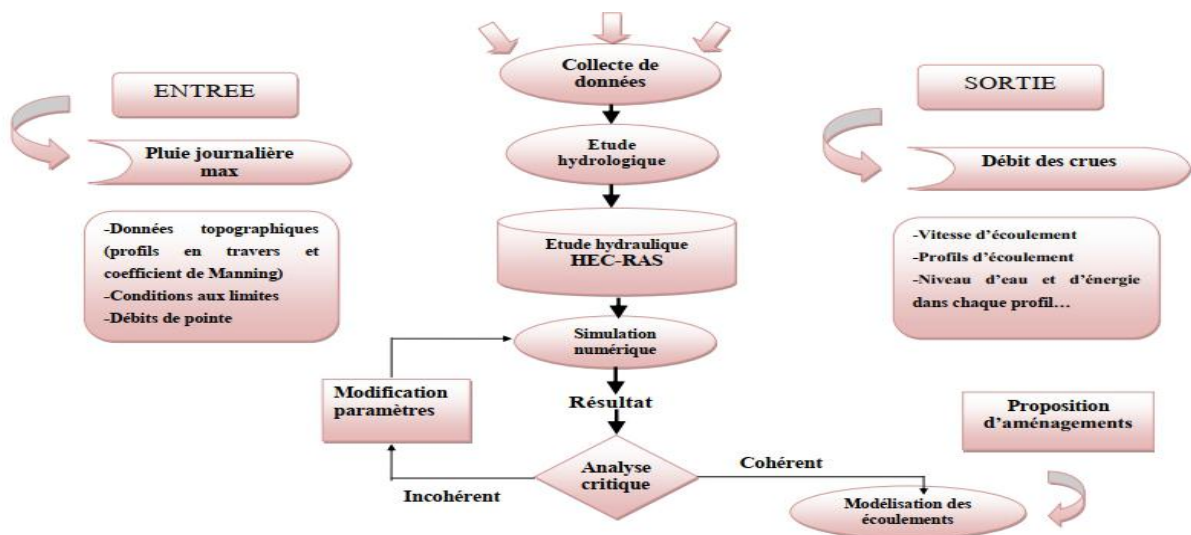 Collecte de
données
ENTREE
SORTIE
Pluie journalière
max
Etude
hydrologique
Débit des crues
-Données topographiques
(profils en travers et
coefficient de Manning)
-Conditions aux limites
-Débits de pointe
Etude hydraulique
HEC-RAS
-Vitesse d’écoulement
-Profils d’écoulement
-Niveau d’eau et d’énergie
dans chaque profil…
Simulation
numérique
Modification
paramètres
Résultat
Proposition
d’aménagements
Analyse
critique
Incohérent
Cohérent
Modélisation des
écoulements